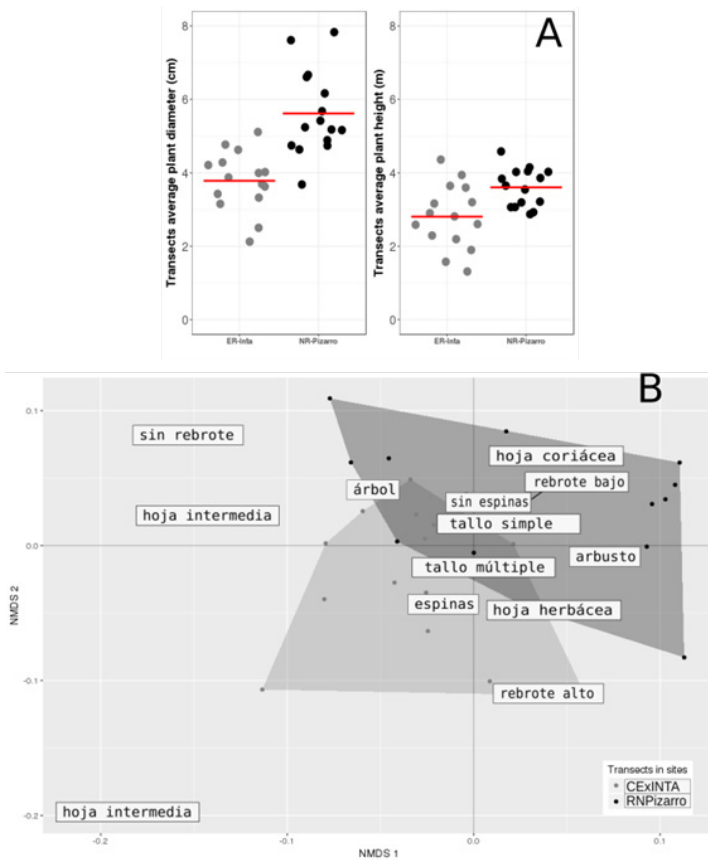 A
Transects average plant diameter (cm)
8
6
4
2
0
ER-Infa
NR-Pizarro
Transects average plant height (m)
8
6
4
2
0
ER-Infa
NR-Pizarro
B
NMDS 2
0.1
0.0
-0.1
-0.2
sin rebrote
hoja coriácea
rebrote bajo
árbol
sin espinas
hoja intermedia
tallo simple
arbusto
tallo múltiple
espinas
hoja herbácea
rebrote alto
hoja intermedia
Transects in sites
CExINTA
RNPizarro
-0.2
-0.1
0.0
0.1
NMDS 1